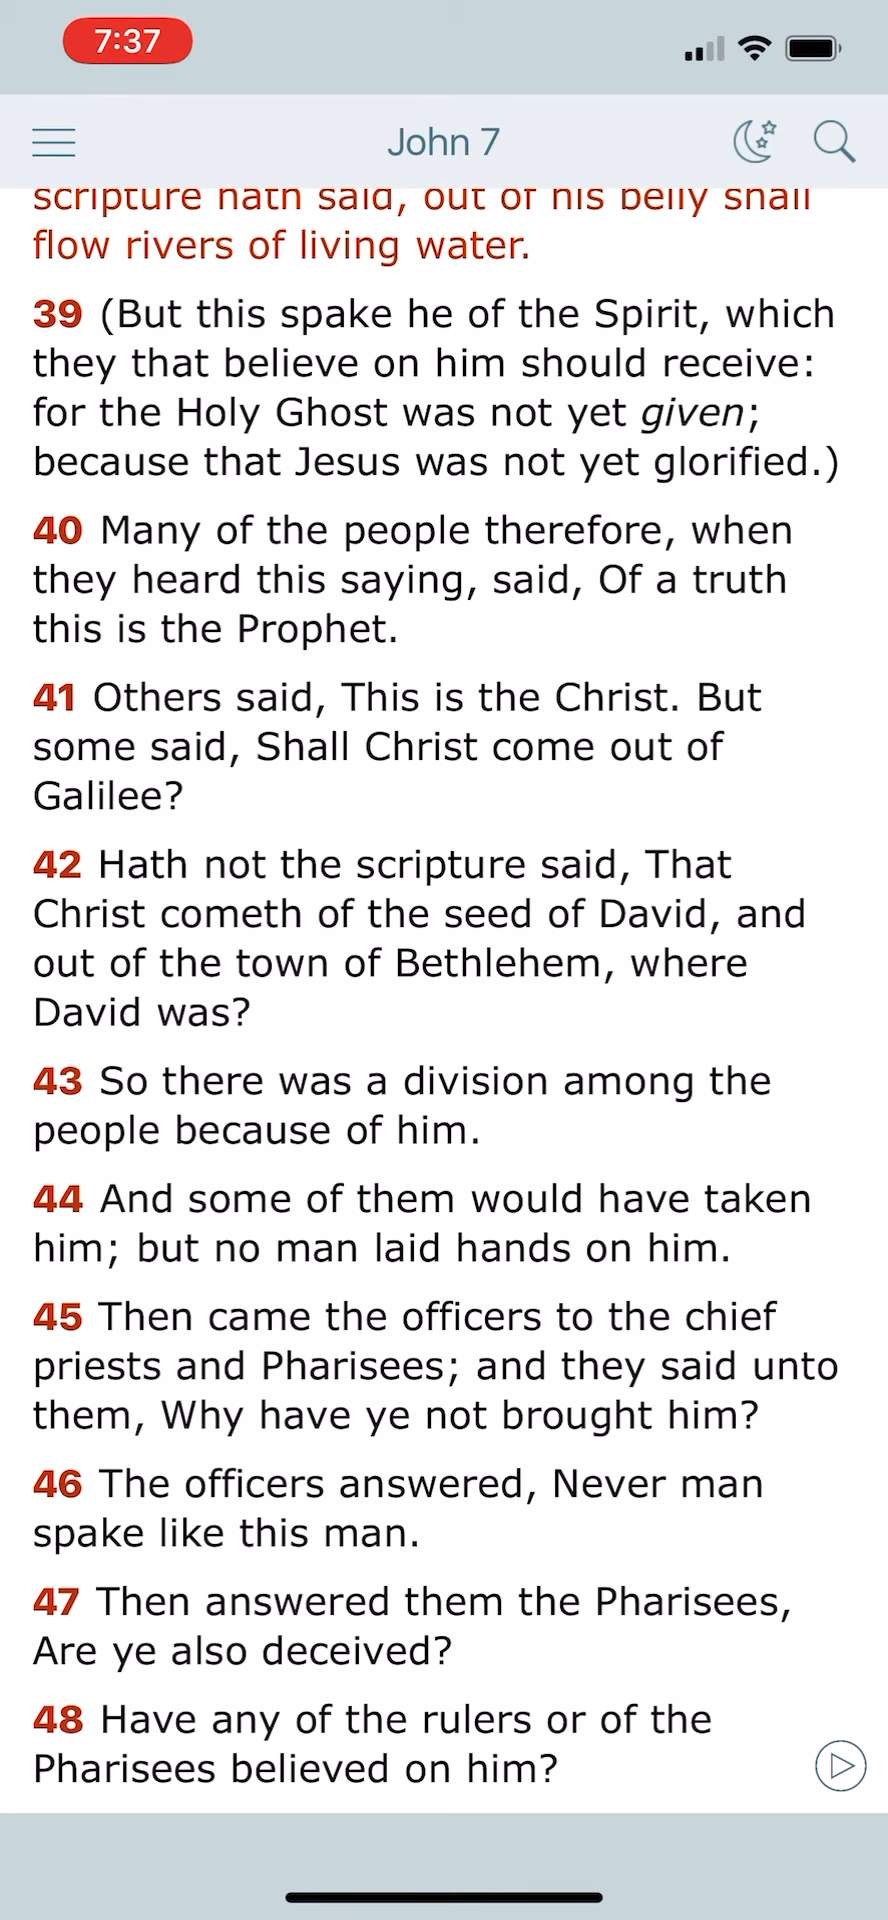 7:37
John 7
scripture hath said, out of his belly shall
flow rivers of living water.
39 (But this spake he of the Spirit, which
they that believe on him should receive:
for the Holy Ghost was not yet given;
because that Jesus was not yet glorified.)
40 Many of the people therefore, when
they heard this saying, said, Of a truth
this is the Prophet.
41 Others said, This is the Christ. But
some said, Shall Christ come out of
Galilee?
42 Hath not the scripture said, That
Christ cometh of the seed of David, and
out of the town of Bethlehem, where
David was?
43 So there was a division among the
people because of him.
44 And some of them would have taken
him; but no man laid hands on him.
45 Then came the officers to the chief
priests and Pharisees; and they said unto
them, Why have ye not brought him?
46 The officers answered, Never man
spake like this man.
47 Then answered them the Pharisees,
Are ye also deceived?
48 Have any of the rulers or of the
Pharisees believed on him?